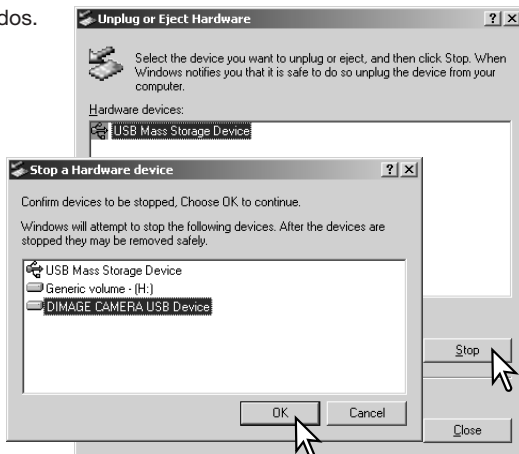 dos.
Unplug or Eject Hardware
Select the device you want to unplug or eject, and then click Stop. When
Windows notifies you that it is safe to do so unplug the device from your
computer.
Hardware devices:
USB Mass Storage Device
Stop a Hardware device
Confirm devices to be stopped, Choose OK to continue.
Windows will attempt to stop the following devices. After the devices are
stopped they may be removed safely.
USB Mass Storage Device
Generic volume - (H:)
DIMAGE CAMERA USB Device
Stop
OK
Cancel
Close